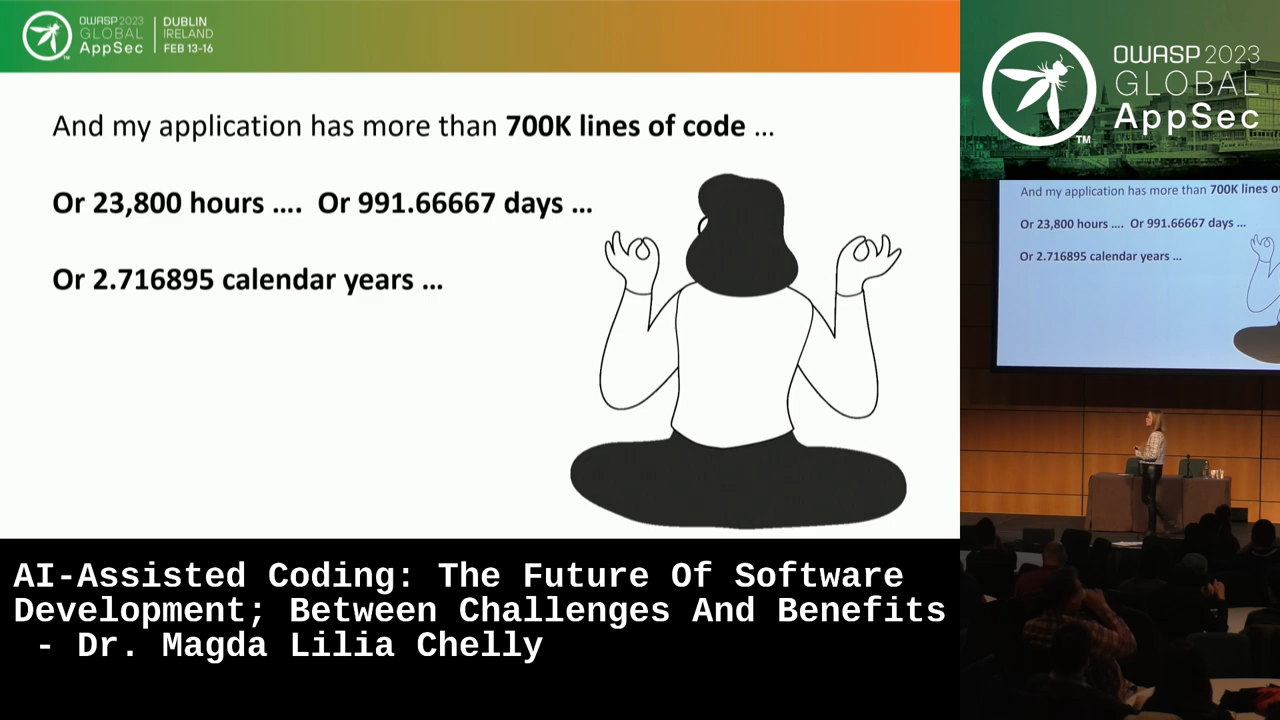 OWASP 2023
GLOBAL
AppSec
DUBLIN
IRELAND
FEB 13-16
TM
And my application has more than 700K lines of code ...
Or 23,800 hours .... Or 991.66667 days ...
Or 2.716895 calendar years ...
AI-Assisted Coding: The Future Of Software
Development; Between Challenges And Benefits
- Dr. Magda Lilia Chelly
OWASP 2023
GLOBAL
AppSec
TM
And my application has more than 700K lines o
Or 23,800 hours .... Or 991.66667 days ...
Or 2.716895 calendar years ...